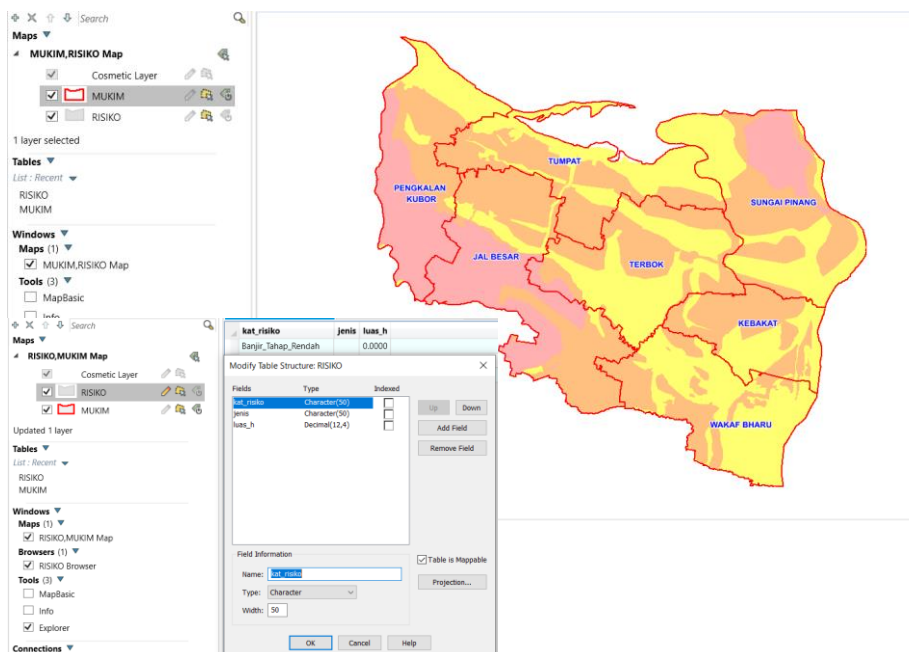 Search
Maps
MUKIM,RISIKO Map
Cosmetic Layer
MUKIM
RISIKO
1 layer selected
Tables
List : Recent
RISIKO
MUKIM
Windows
Maps (1)
MUKIM,RISIKO Map
Tools (3)
MapBasic
Info
TUMPAT
PENGKALAN
KUBOR
SUNGAI PINANG
JAL BESAR
TERBOK
KEBAKAT
WAKAF BHARU
Search
Maps
RISIKO,MUKIM Map
Cosmetic Layer
RISIKO
MUKIM
Updated 1 layer
Tables
List : Recent
RISIKO
MUKIM
Windows
Maps (1)
RISIKO,MUKIM Map
Browsers (1)
RISIKO Browser
Tools (3)
MapBasic
Info
Explorer
Connections
kat_risiko jenis luas_h
Banjir_Tahap_Rendah 0.0000
Modify Table Structure: RISIKO
Fields Type Indexed
kat_risiko Character(50)
jenis Character(50)
luas_h Decimal(12,4)
Up Down
Add Field
Remove Field
Field Information
Table is Mappable
Name: kat_risiko
Projection...
Type: Character
Width: 50
OK Cancel Help